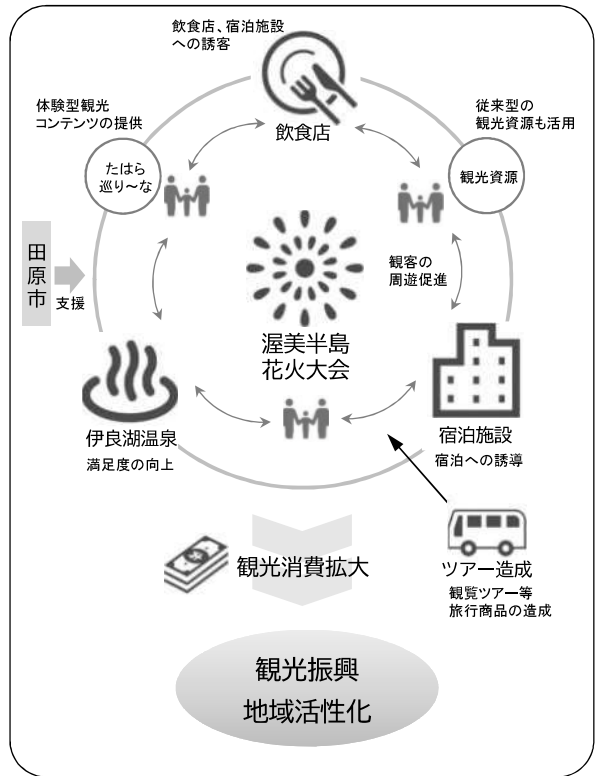 飲食店、宿泊施設
への誘客
飲食店
体験型観光
コンテンツの提供
たはら
巡り~な
従来型の
観光資源も活用
観光資源
田原市
支援
観客の
周遊促進
渥美半島
花火大会
伊良湖温泉
満足度の向上
宿泊施設
宿泊への誘導
ツアー造成
観覧ツアー等
旅行商品の造成
観光消費拡大
観光振興
地域活性化